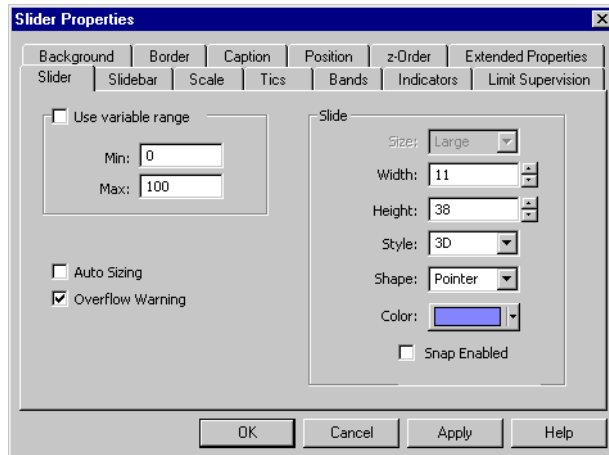 Slider Properties
Background Border Caption Position z-Order Extended Properties
Slider Slidebar Scale Tics Bands Indicators Limit Supervision
Use variable range
Min: 0
Max: 100
Auto Sizing
Overflow Warning
Slide
Size: Large
Width: 11
Height: 38
Style: 3D
Shape: Pointer
Color:
Snap Enabled
OK Cancel Apply Help